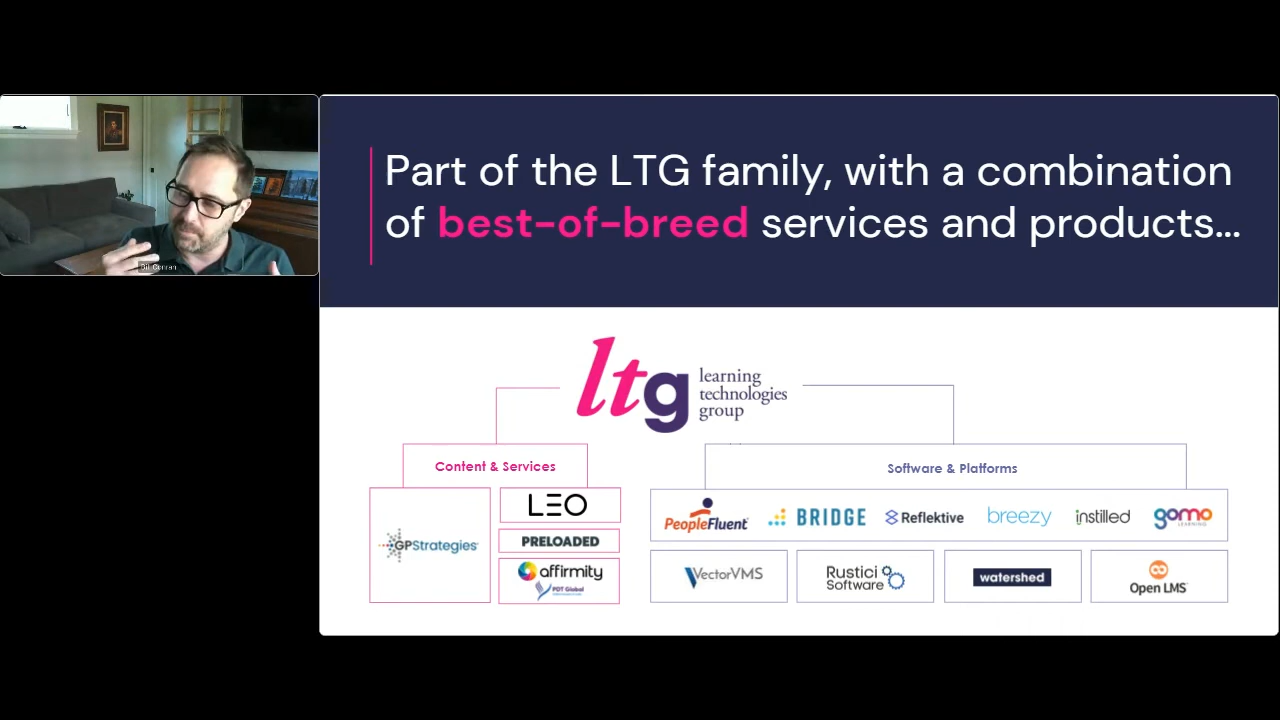 Part of the LTG family, with a combination
of best-of-breed services and products...
ltg learning
technologies
group
Content & Services
Software & Platforms
GPStrategies
LEO
PRELOADED
affirmity
PDT Global
PeopleFluent
BRIDGE
Reflektive
breezy
instilled
gomo
LEARNING
VectorVMS
Rustici
Software
watershed
Open LMS
Bill Conran